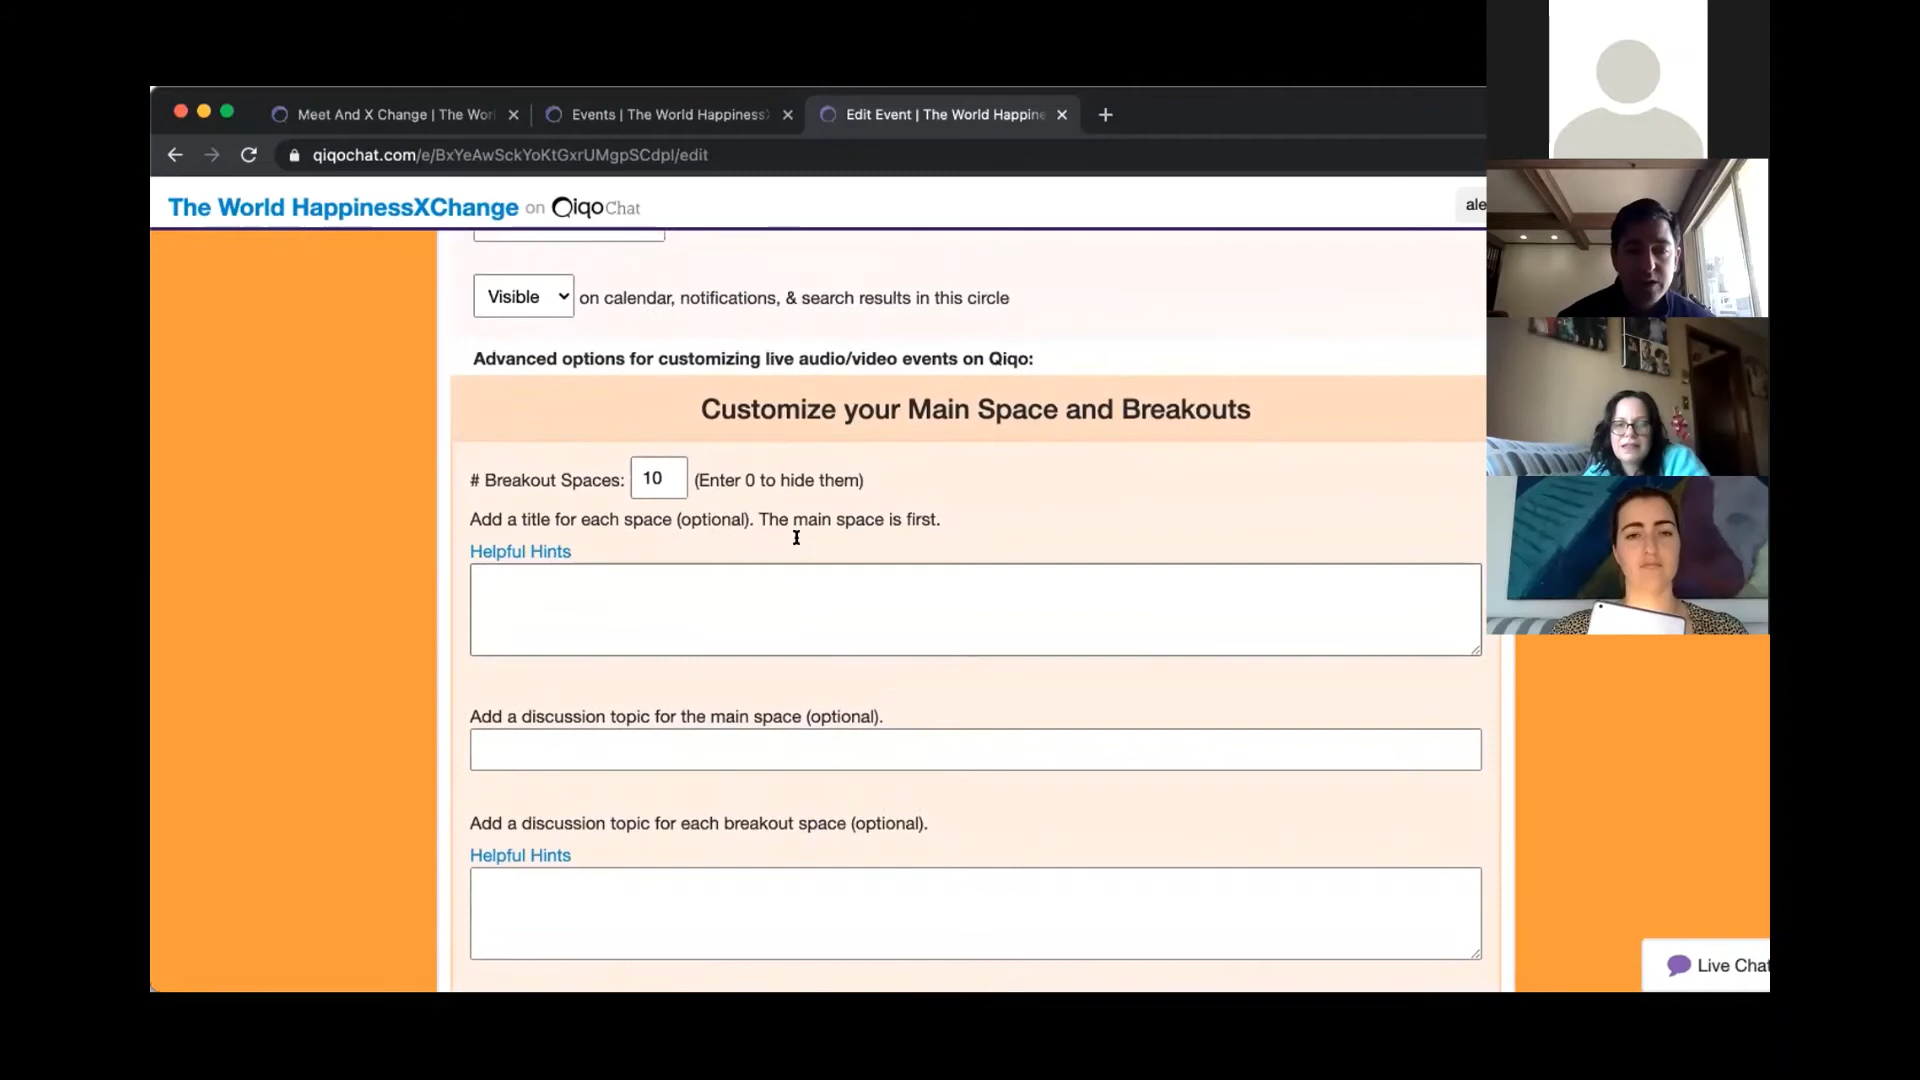 Meet And X Change | The Wor
Events | The World HappinessX
Edit Event | The World Happine
qiqochat.com/e/BxYeAwSckYoKtGxrUMgpSCdpI/edit
The World HappinessXChange on QiqoChat
ale
Visible on calendar, notifications, & search results in this circle
Advanced options for customizing live audio/video events on Qiqo:
Customize your Main Space and Breakouts
# Breakout Spaces: 10 (Enter 0 to hide them)
Add a title for each space (optional). The main space is first.
Helpful Hints
Add a discussion topic for the main space (optional).
Add a discussion topic for each breakout space (optional).
Helpful Hints
Live Chat